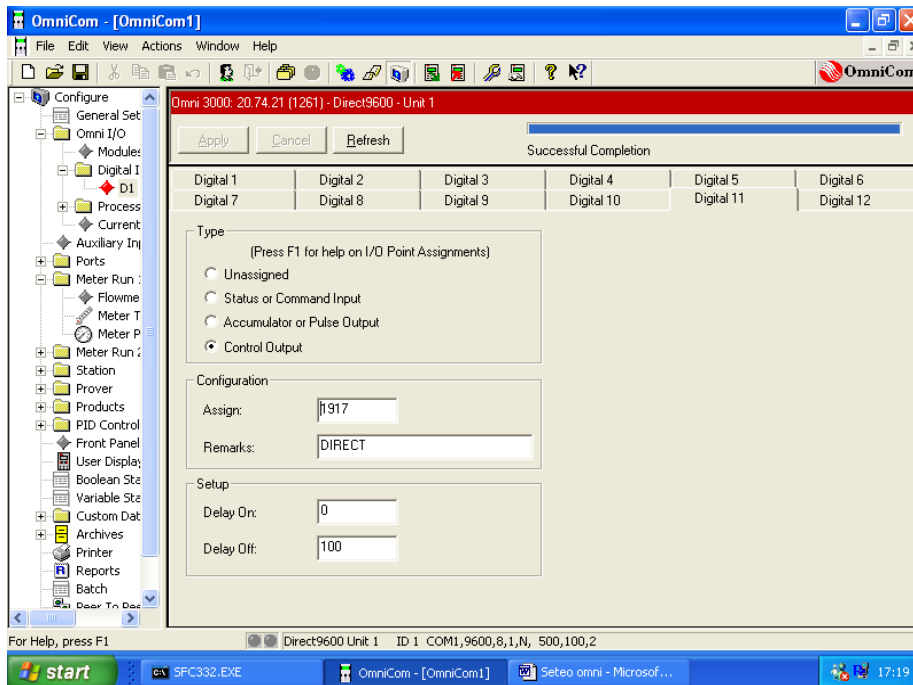 OmniCom - [OmniCom1]
File Edit View Actions Window Help
OmniCom
Configure
General Set
Omni I/O
Modules
Digital I
D1
Process
Current
Auxiliary Inp
Ports
Meter Run 1
Flowme
Meter T
Meter P
Meter Run 2
Station
Prover
Products
PID Control
Front Panel
User Display
Boolean Sta
Variable Sta
Custom Dat
Archives
Printer
Reports
Batch
Peer To Pee
Omni 3000: 20.74.21 (1261) - Direct9600 - Unit 1
Apply Cancel Refresh
Successful Completion
Digital 1 Digital 2 Digital 3 Digital 4 Digital 5 Digital 6
Digital 7 Digital 8 Digital 9 Digital 10 Digital 11 Digital 12
Type
(Press F1 for help on I/O Point Assignments)
Unassigned
Status or Command Input
Accumulator or Pulse Output
Control Output
Configuration
Assign: 1917
Remarks: DIRECT
Setup
Delay On: 0
Delay Off: 100
For Help, press F1 Direct9600 Unit 1 ID 1 COM1,9600,8,1,N, 500,100,2
start SFC332.EXE OmniCom - [OmniCom1] Seteo omni - Microsof... 17:19